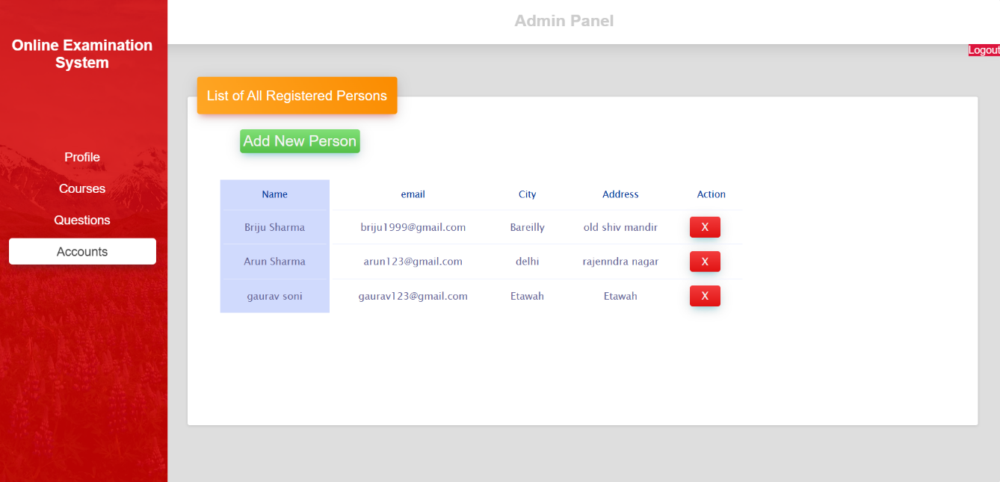 Admin Panel
Online Examination
System
Logout
Profile
Courses
Questions
Accounts
List of All Registered Persons
Add New Person
Name email City Address Action
Briju Sharma briju1999@gmail.com Bareilly old shiv mandir X
Arun Sharma arun123@gmail.com delhi rajenndra nagar X
gaurav soni gaurav123@gmail.com Etawah Etawah X